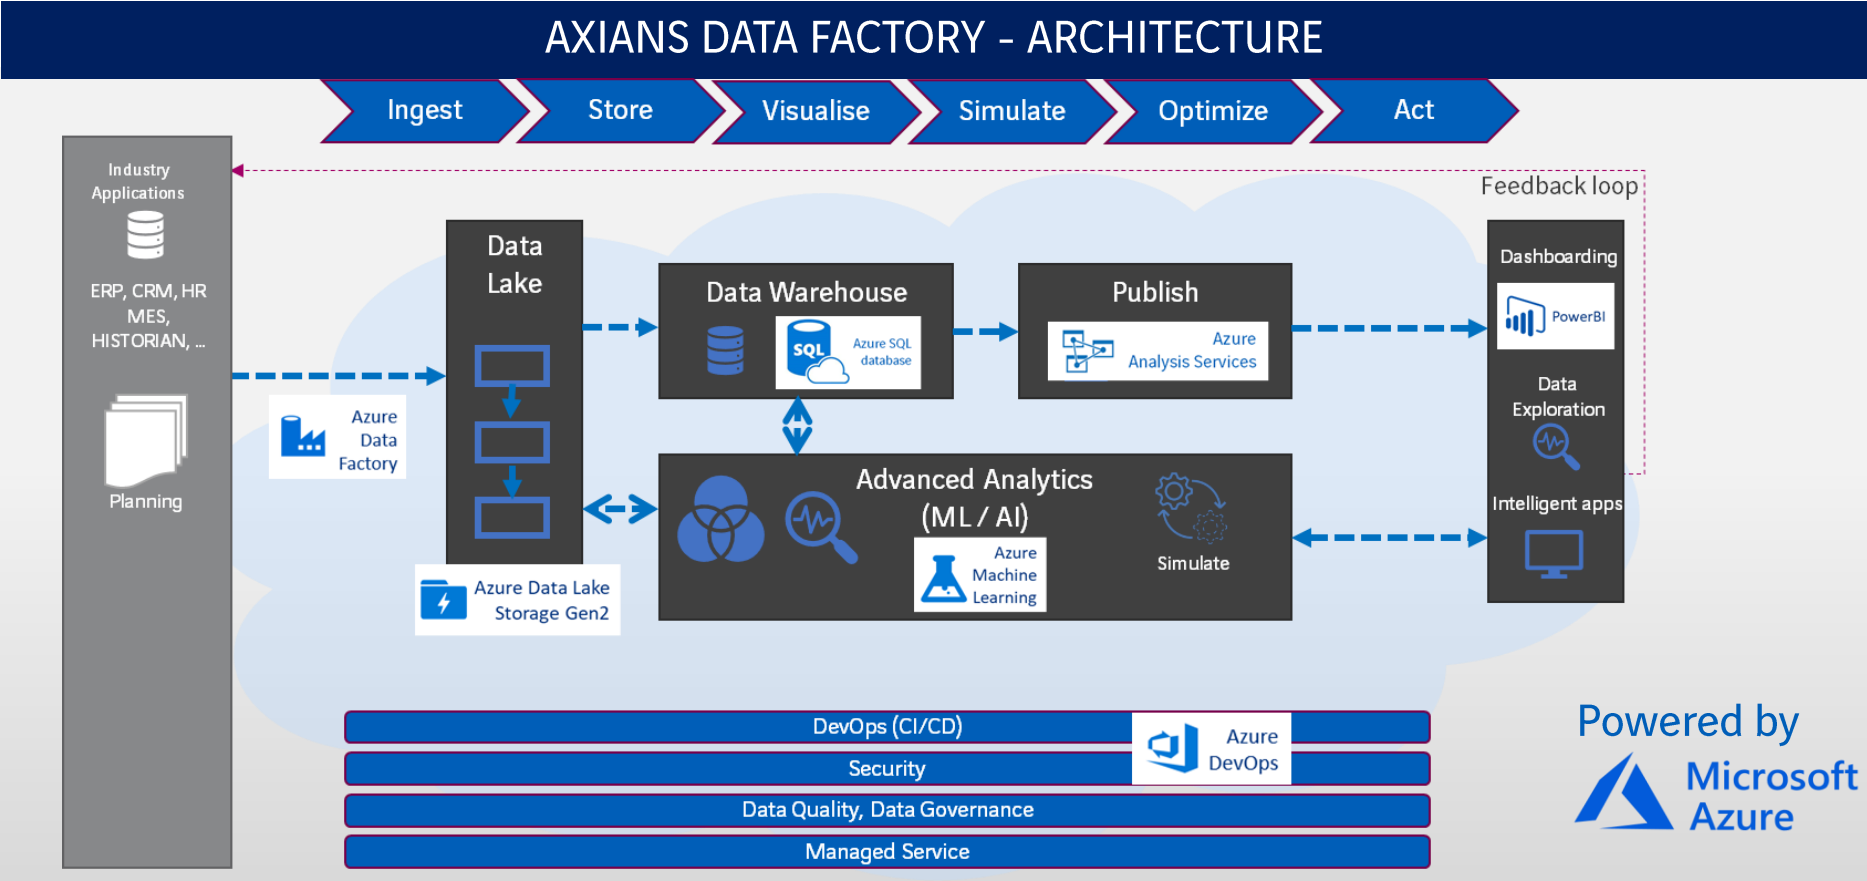 AXIANS DATA FACTORY - ARCHITECTURE
Ingest
Store
Visualise
Simulate
Optimize
Act
Industry
Applications
ERP, CRM, HR
MES,
HISTORIAN, ...
Planning
Feedback loop
Azure
Data
Factory
Data
Lake
Azure Data Lake
Storage Gen2
Data Warehouse
SQL
Azure SQL
database
Publish
Azure
Analysis Services
Advanced Analytics
(ML / AI)
Azure
Machine
Learning
Simulate
Dashboarding
PowerBI
Data
Exploration
Intelligent apps
DevOps (CI/CD)
Security
Data Quality, Data Governance
Managed Service
Azure
DevOps
Powered by
Microsoft
Azure